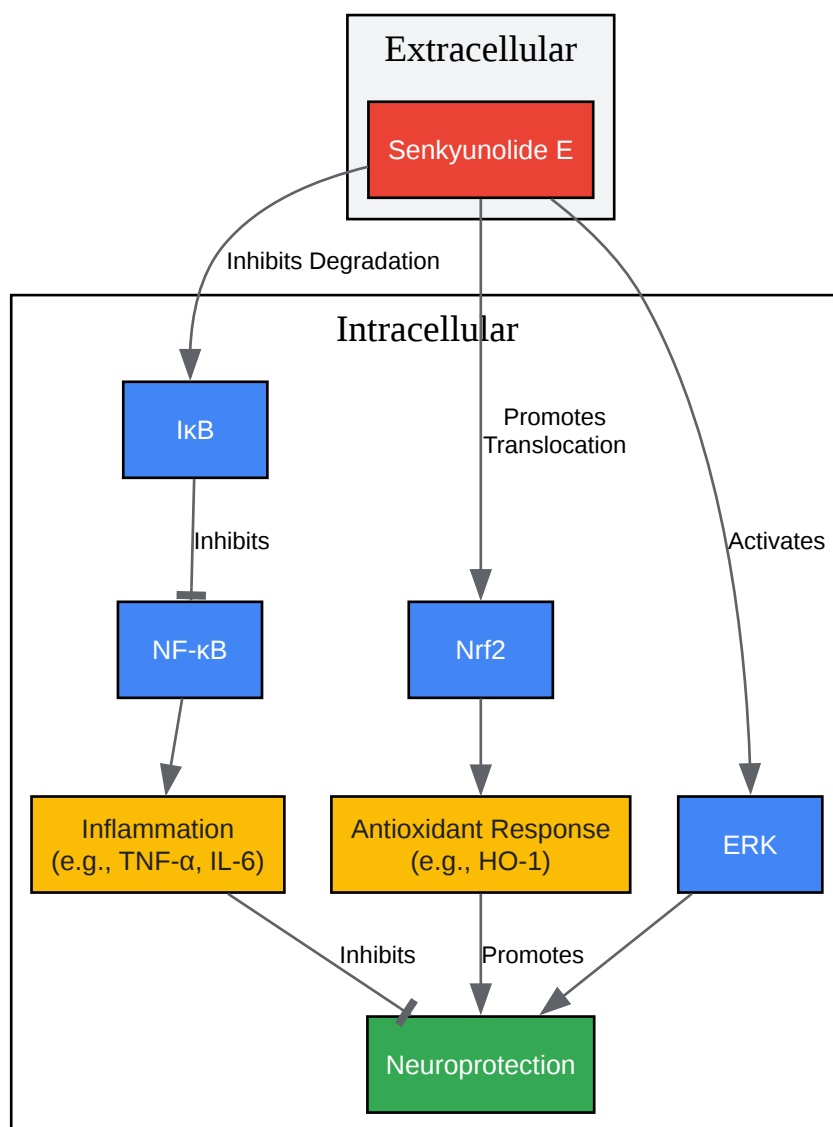 Extracellular
Senkyunolide E
Inhibits Degradation
Intracellular
IκB
Promotes
Translocation
Inhibits
Activates
NF-κB
Nrf2
Inflammation
(e.g., TNF-α, IL-6)
Antioxidant Response
(e.g., HO-1)
ERK
Inhibits
Promotes
Neuroprotection